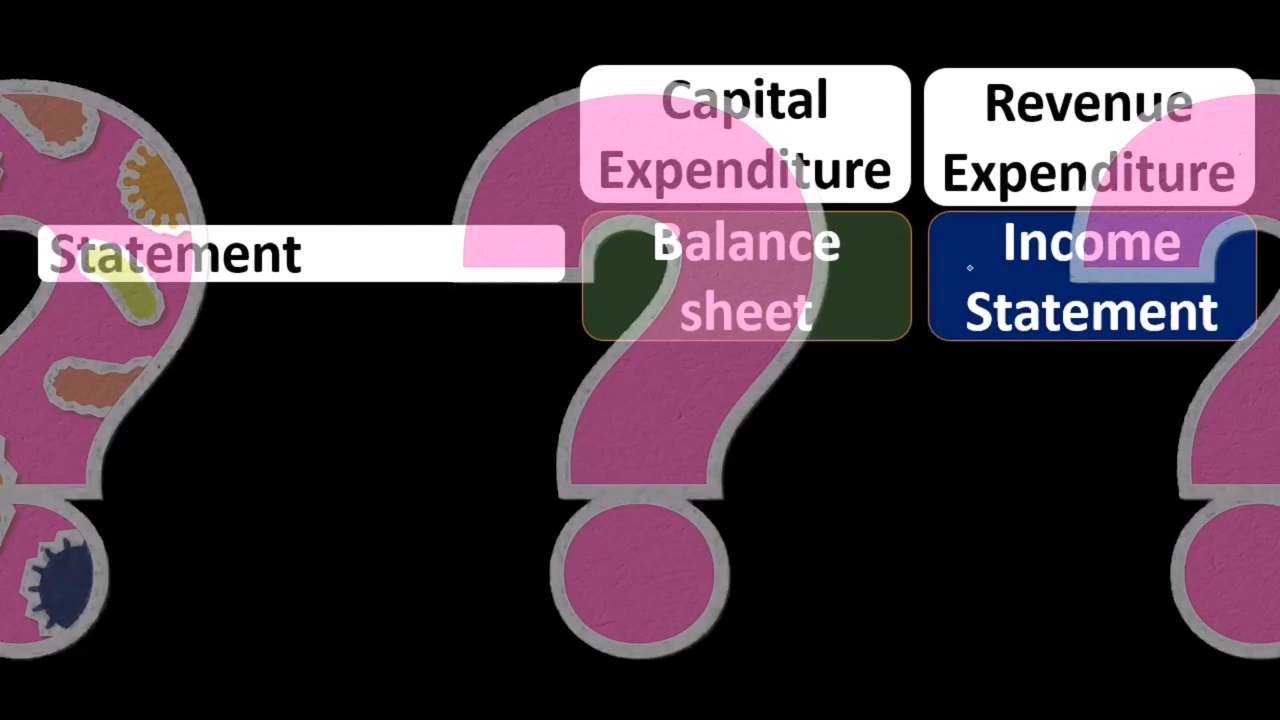 Capital
Expenditure
Revenue
Expenditure
Statement
Balance
sheet
Income
Statement